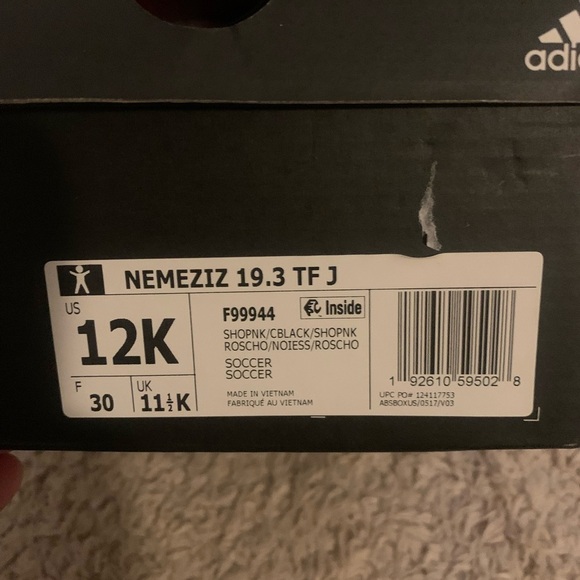 adidas
NEMEZIZ 19.3 TF J
US
12K
F
30
UK
11½K
F99944
Inside
SHOPNK/CBLACK/SHOPNK
ROSCHO/NOIESS/ROSCHO
SOCCER
SOCCER
MADE IN VIETNAM
FABRIQUÉ AU VIETNAM
1 92610 59502 8
UPC PO# 124117753
ABSBOXUS/0517/V03